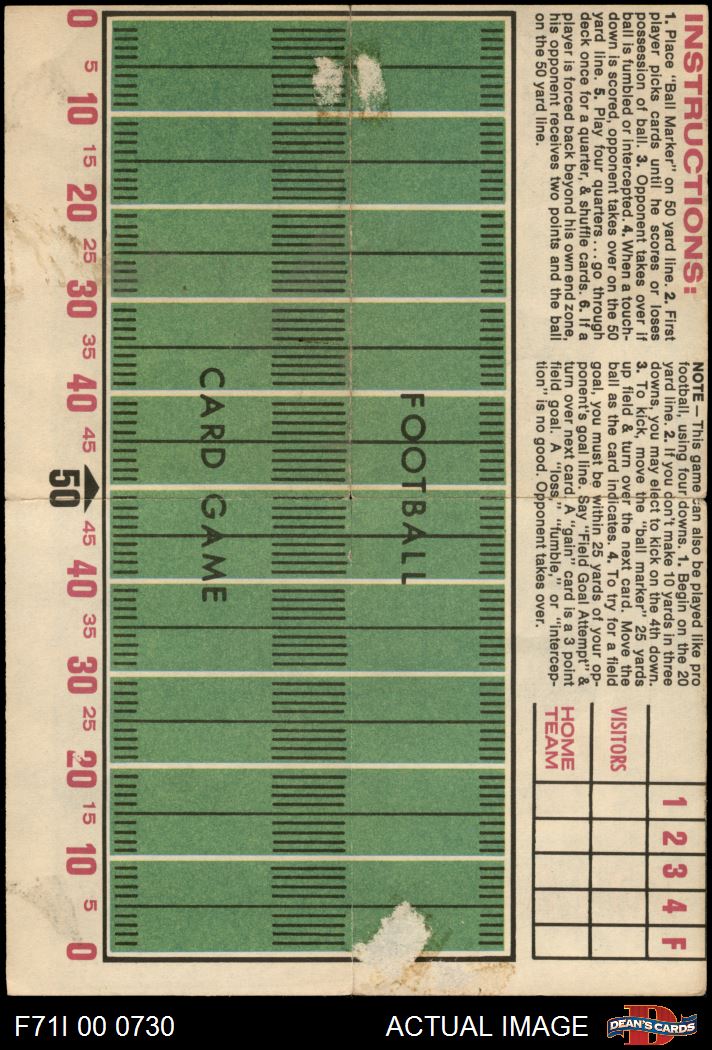 INSTRUCTIONS:
1. Place "Ball Marker" on 50 yard line. 2. First
player picks cards until he scores or loses
possession of ball. 3. Opponent takes over if
ball is fumbled or intercepted. 4. When a touch-
down is scored, opponent takes over on the 50
yard line. 5. Play four quarters...go through
deck once for a quarter, & shuffle cards. 6. If a
player is forced back beyond his own end zone,
his opponent receives two points and the ball
on the 50 yard line.
NOTE — This game can also be played like pro
football, using four downs. 1. Begin on the 20
yard line. 2. If you don't make 10 yards in three
downs, you may elect to kick on the 4th down.
3. To kick, move the "ball marker" 25 yards
up field & turn over the next card. Move the
ball as the card indicates. 4. To try for a field
goal, you must be within 25 yards of your op-
ponent's goal line. Say "Field Goal Attempt" &
turn over next card. A "gain" card is a 3 point
field goal. A "loss," "fumble," or "intercep-
tion" is no good. Opponent takes over.
1 2 3 4 F
VISITORS
HOME
TEAM
FOOTBALL
CARD GAME
0 5 10 15 20 25 30 35 40 45 50 45 40 35 30 25 20 15 10 5 0
F71I 00 0730
ACTUAL IMAGE
DEAN'S CARDS